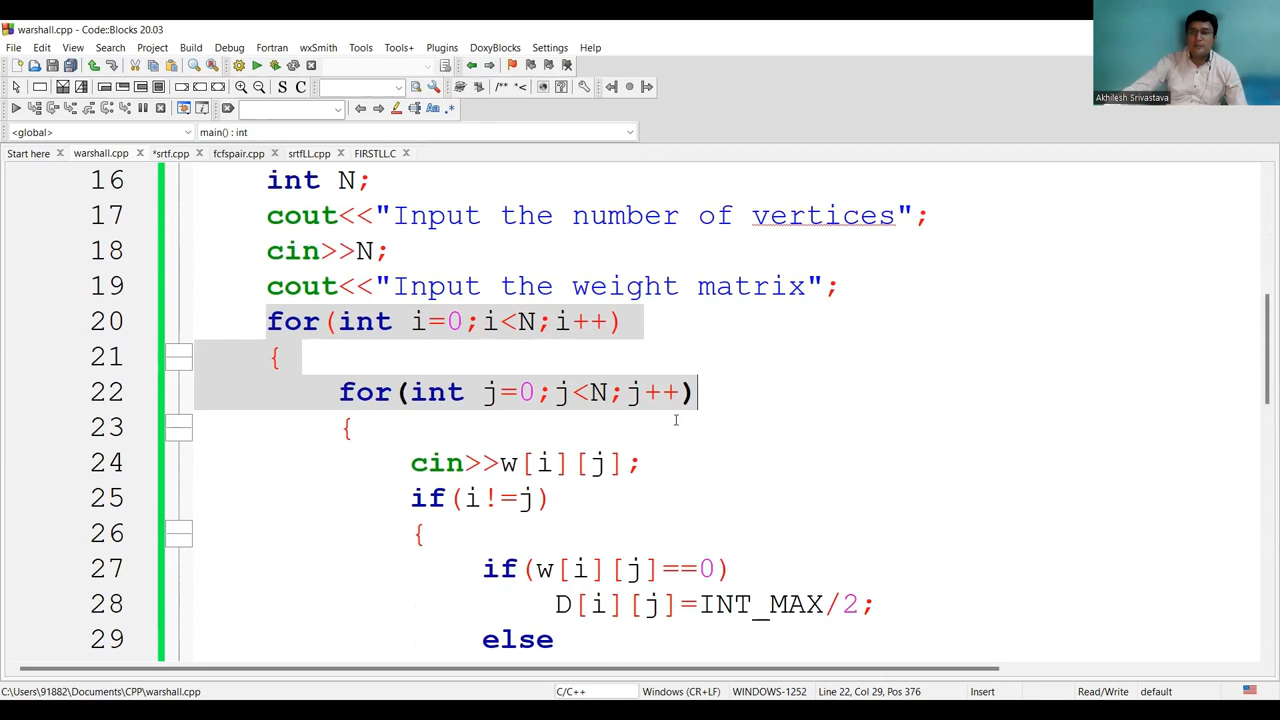 warshall.cpp - Code::Blocks 20.03
File Edit View Search Project Build Debug Fortran wxSmith Tools Tools+ Plugins DoxyBlocks Settings Help
S C /** *<
Aa .*
<global> main() : int
Start here warshall.cpp *srtf.cpp fcfspair.cpp srtfLL.cpp FIRSTLL.C
Akhilesh Srivastava
16 int N;
17 cout<<"Input the number of vertices";
18 cin>>N;
19 cout<<"Input the weight matrix";
20 for(int i=0;i<N;i++)
21 {
22 for(int j=0;j<N;j++)
23 {
24 cin>>w[i][j];
25 if(i!=j)
26 {
27 if(w[i][j]==0)
28 D[i][j]=INT_MAX/2;
29 else
C:\Users\91882\Documents\CPP\warshall.cpp C/C++ Windows (CR+LF) WINDOWS-1252 Line 22, Col 29, Pos 376 Insert Read/Write default